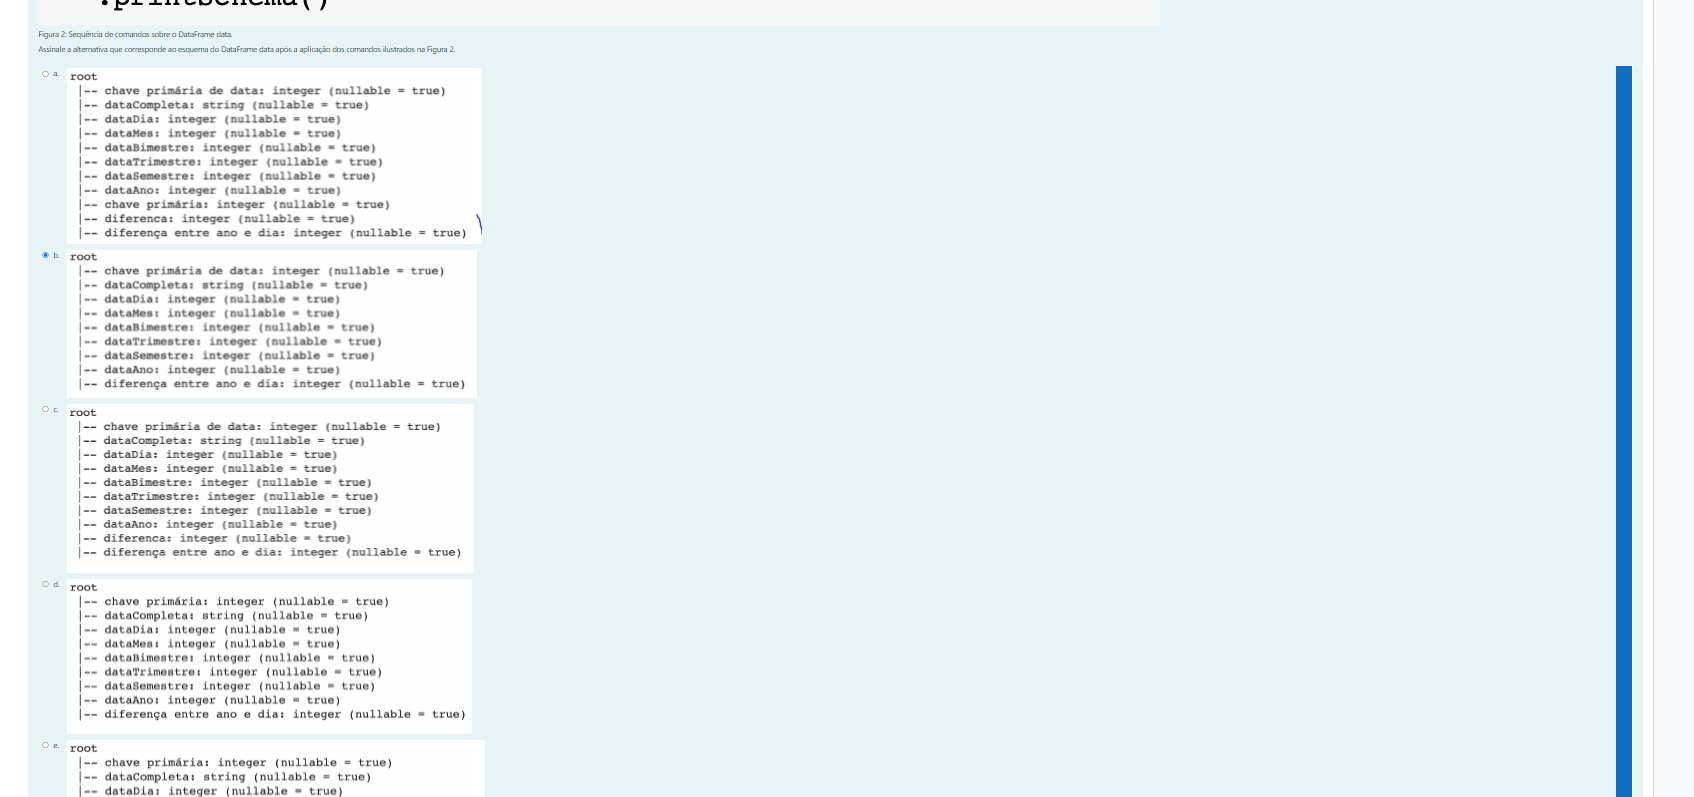 .printSchema()
Figura 2: Sequência de comandos sobre o DataFrame data.
Assinale a alternativa que corresponde ao esquema do DataFrame data após a aplicação dos comandos ilustrados na Figura 2.
a.
root
|-- chave primária de data: integer (nullable = true)
|-- dataCompleta: string (nullable = true)
|-- dataDia: integer (nullable = true)
|-- dataMes: integer (nullable = true)
|-- dataBimestre: integer (nullable = true)
|-- dataTrimestre: integer (nullable = true)
|-- dataSemestre: integer (nullable = true)
|-- dataAno: integer (nullable = true)
|-- chave primária: integer (nullable = true)
|-- diferenca: integer (nullable = true)
|-- diferença entre ano e dia: integer (nullable = true)
b.
root
|-- chave primária de data: integer (nullable = true)
|-- dataCompleta: string (nullable = true)
|-- dataDia: integer (nullable = true)
|-- dataMes: integer (nullable = true)
|-- dataBimestre: integer (nullable = true)
|-- dataTrimestre: integer (nullable = true)
|-- dataSemestre: integer (nullable = true)
|-- dataAno: integer (nullable = true)
|-- diferença entre ano e dia: integer (nullable = true)
c.
root
|-- chave primária de data: integer (nullable = true)
|-- dataCompleta: string (nullable = true)
|-- dataDia: integer (nullable = true)
|-- dataMes: integer (nullable = true)
|-- dataBimestre: integer (nullable = true)
|-- dataTrimestre: integer (nullable = true)
|-- dataSemestre: integer (nullable = true)
|-- dataAno: integer (nullable = true)
|-- diferenca: integer (nullable = true)
|-- diferença entre ano e dia: integer (nullable = true)
d.
root
|-- chave primária: integer (nullable = true)
|-- dataCompleta: string (nullable = true)
|-- dataDia: integer (nullable = true)
|-- dataMes: integer (nullable = true)
|-- dataBimestre: integer (nullable = true)
|-- dataTrimestre: integer (nullable = true)
|-- dataSemestre: integer (nullable = true)
|-- dataAno: integer (nullable = true)
|-- diferença entre ano e dia: integer (nullable = true)
e.
root
|-- chave primária: integer (nullable = true)
|-- dataCompleta: string (nullable = true)
|-- dataDia: integer (nullable = true)